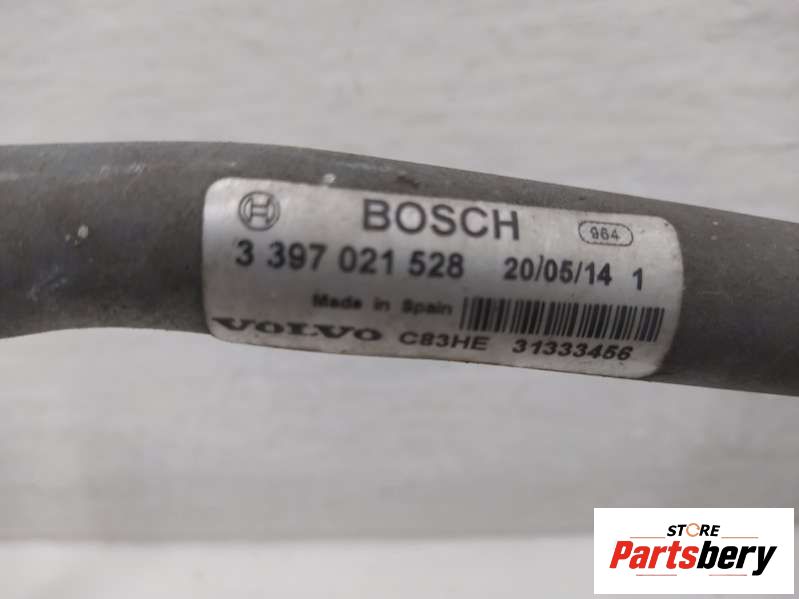 BOSCH 964
3 397 021 528 20/05/14 1
Made in Spain
VOLVO C83HE 31333456
STORE
Partsbery